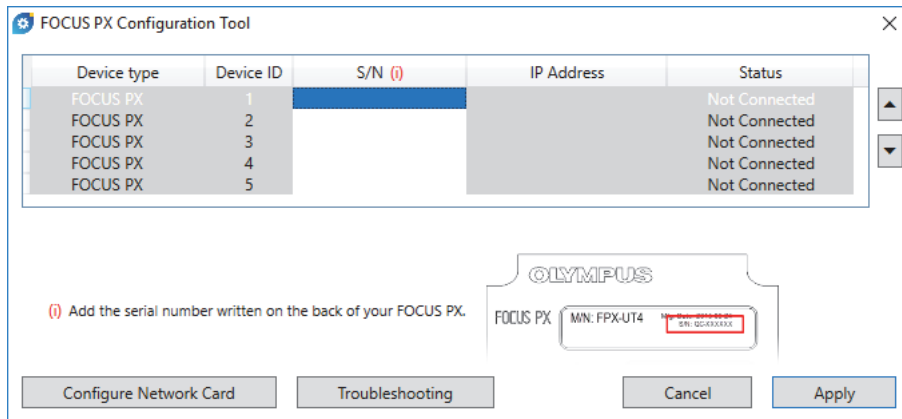 FOCUS PX Configuration Tool
Device type Device ID S/N (i) IP Address Status
FOCUS PX 1 Not Connected
FOCUS PX 2 Not Connected
FOCUS PX 3 Not Connected
FOCUS PX 4 Not Connected
FOCUS PX 5 Not Connected
OLYMPUS
(i) Add the serial number written on the back of your FOCUS PX.
FOCUS PX M/N: FPX-UT4
S/N: QC-XXXXXX
Configure Network Card Troubleshooting Cancel Apply